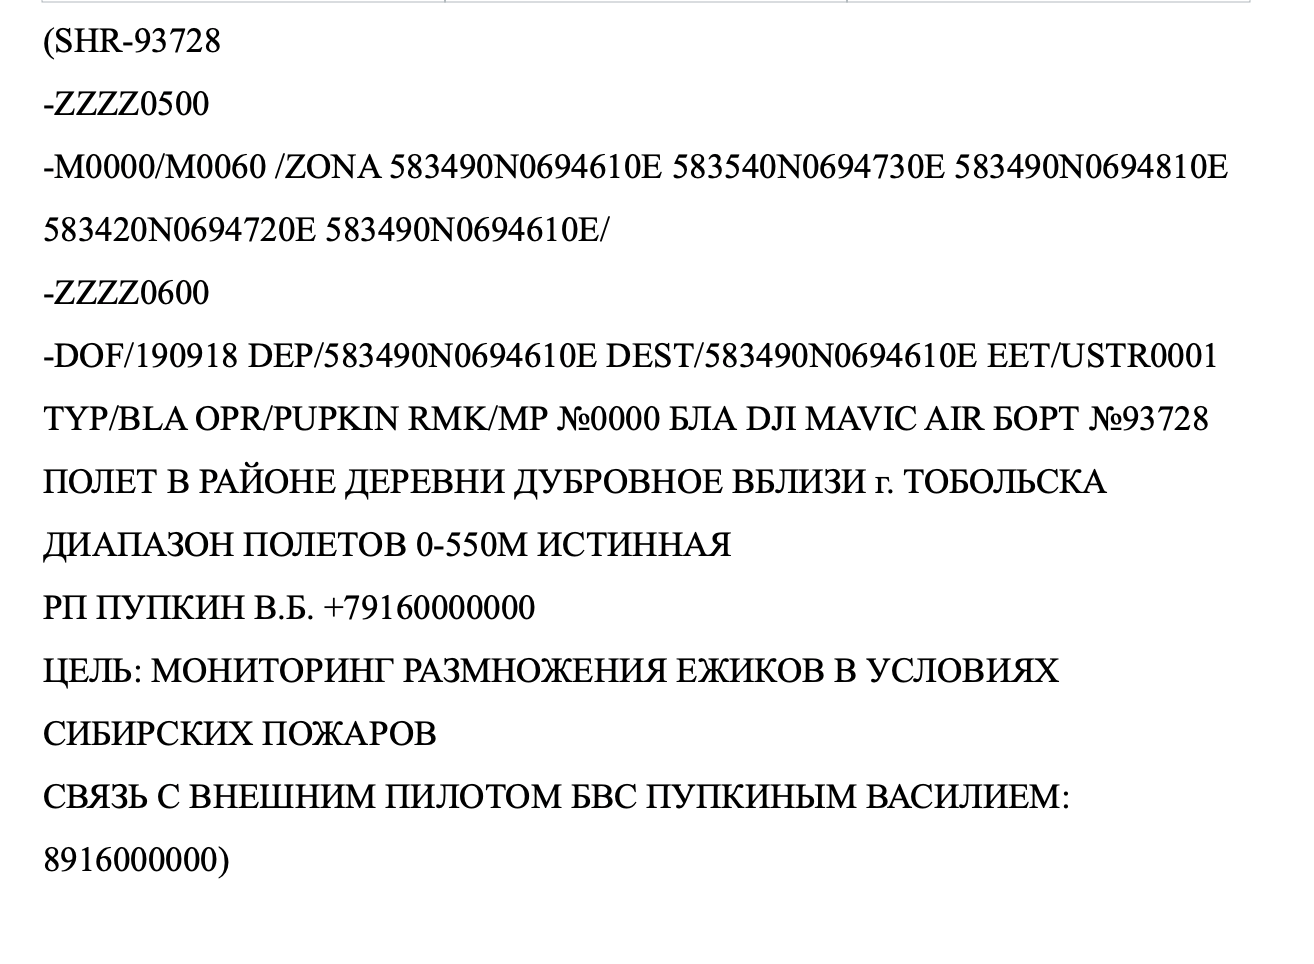 (SHR-93728
-ZZZZ0500
-M0000/M0060 /ZONA 583490N0694610E 583540N0694730E 583490N0694810E
583420N0694720E 583490N0694610E/
-ZZZZ0600
-DOF/190918 DEP/583490N0694610E DEST/583490N0694610E EET/USTR0001
TYP/BLA OPR/PUPKIN RMK/MP №0000 БЛА DJI MAVIC AIR БОРТ №93728
ПОЛЕТ В РАЙОНЕ ДЕРЕВНИ ДУБРОВНОЕ ВБЛИЗИ г. ТОБОЛЬСКА
ДИАПАЗОН ПОЛЕТОВ 0-550М ИСТИННАЯ
РП ПУПКИН В.Б. +79160000000
ЦЕЛЬ: МОНИТОРИНГ РАЗМНОЖЕНИЯ ЕЖИКОВ В УСЛОВИЯХ
СИБИРСКИХ ПОЖАРОВ
СВЯЗЬ С ВНЕШНИМ ПИЛОТОМ БВС ПУПКИНЫМ ВАСИЛИЕМ:
8916000000)